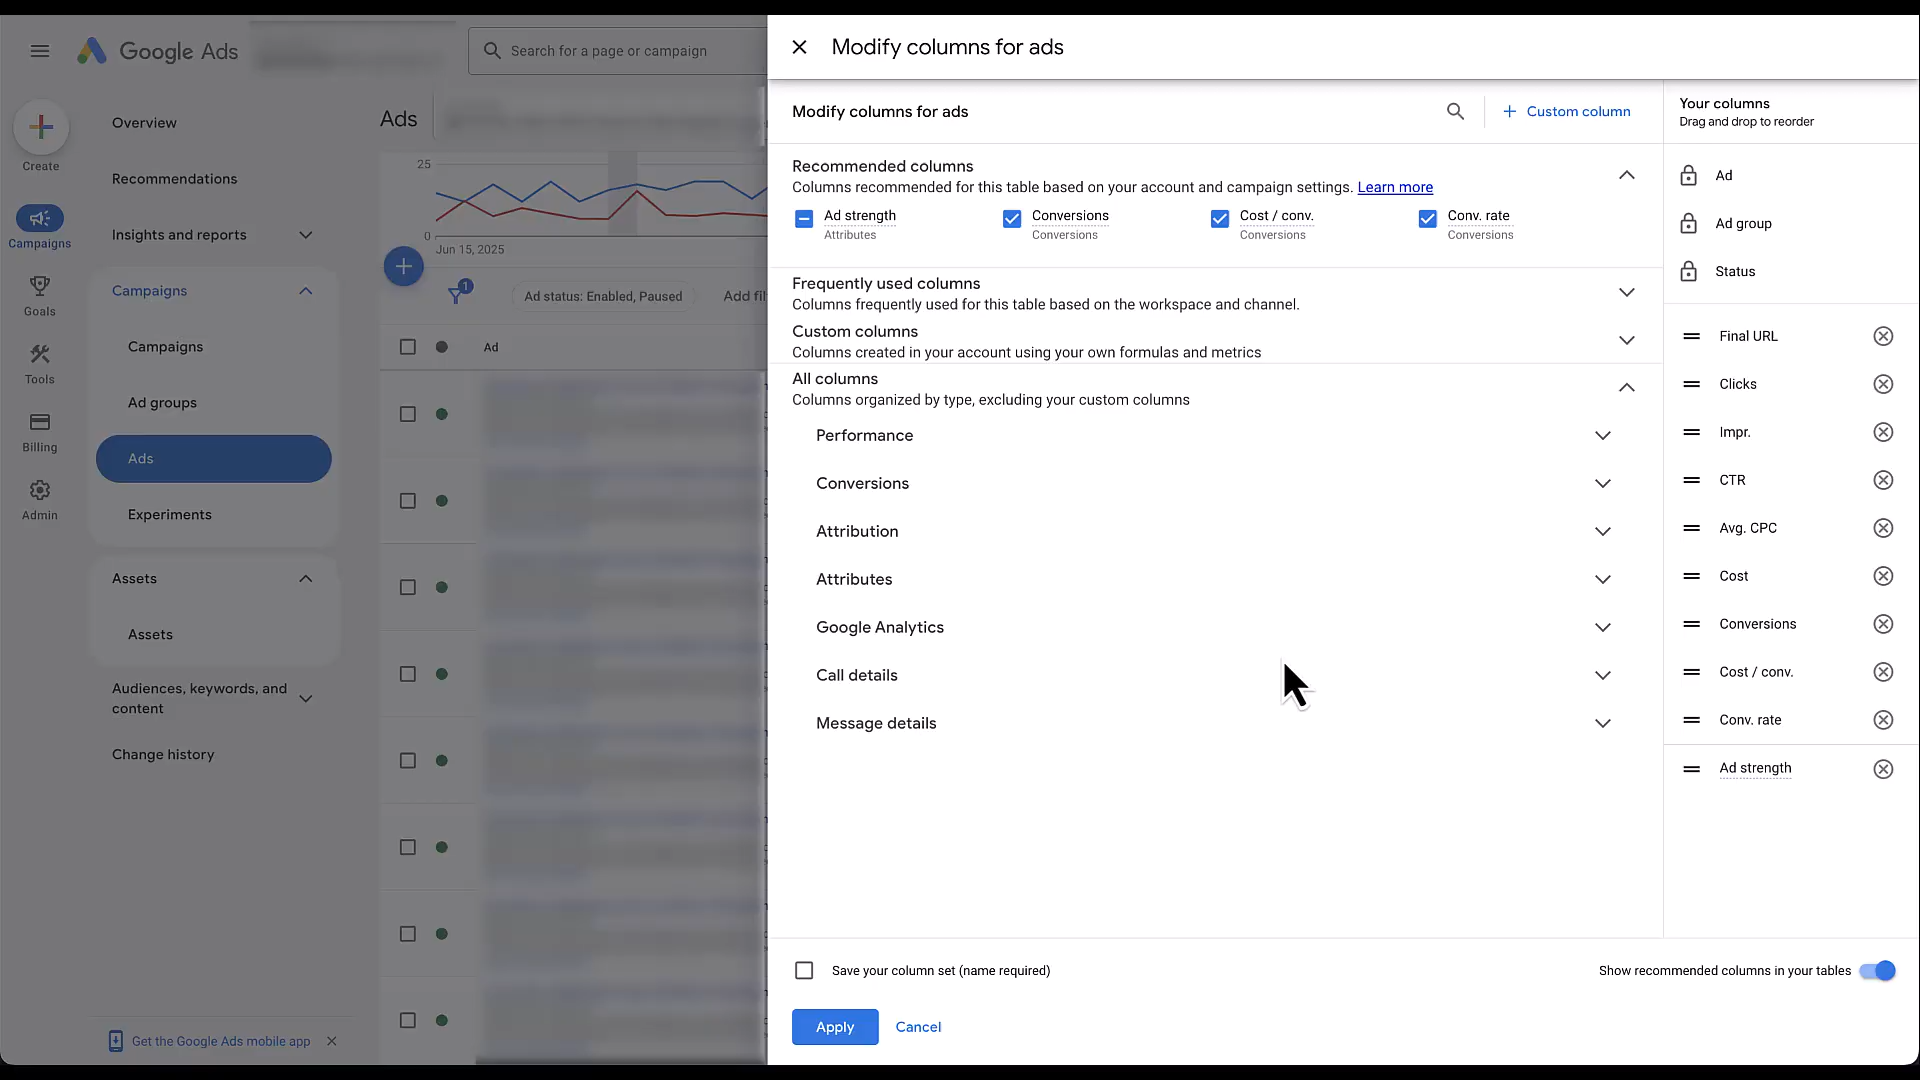 Google Ads
Search for a page or campaign
Create
Campaigns
Goals
Tools
Billing
Admin
Overview
Recommendations
Insights and reports
Campaigns
Campaigns
Ad groups
Ads
Experiments
Assets
Assets
Audiences, keywords, and
content
Change history
Get the Google Ads mobile app
Ads
25
0
Jun 15, 2025
1
Ad status: Enabled, Paused
Add fil
Ad
Modify columns for ads
Modify columns for ads
Custom column
Recommended columns
Columns recommended for this table based on your account and campaign settings. Learn more
Ad strength
Attributes
Conversions
Conversions
Cost / conv.
Conversions
Conv. rate
Conversions
Frequently used columns
Columns frequently used for this table based on the workspace and channel.
Custom columns
Columns created in your account using your own formulas and metrics
All columns
Columns organized by type, excluding your custom columns
Performance
Conversions
Attribution
Attributes
Google Analytics
Call details
Message details
Your columns
Drag and drop to reorder
Ad
Ad group
Status
Final URL
Clicks
Impr.
CTR
Avg. CPC
Cost
Conversions
Cost / conv.
Conv. rate
Ad strength
Save your column set (name required)
Show recommended columns in your tables
Apply
Cancel